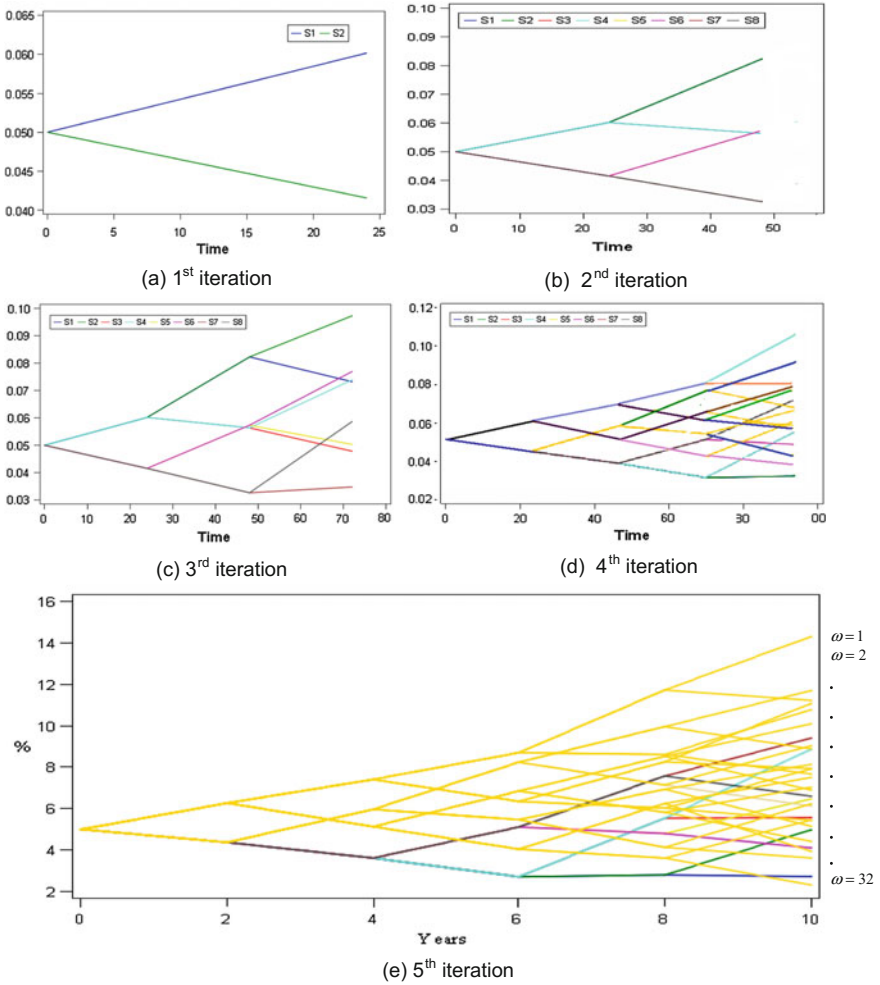 0.065
0.060
0.055
0.050
0.045
0.040
S1 S2
0 5 10 15 20 25
Time
(a) 1st iteration
0.10
0.09
0.08
0.07
0.06
0.05
0.04
0.03
S1 S2 S3 S4 S5 S6 S7 S8
0 10 20 30 40 50
Time
(b) 2nd iteration
0.10
0.09
0.08
0.07
0.06
0.05
0.04
0.03
S1 S2 S3 S4 S5 S6 S7 S8
0 10 20 30 40 50 60 70 80
Time
(c) 3rd iteration
0.12
0.10
0.08
0.06
0.04
0.02
S1 S2 S3 S4 S5 S6 S7 S8
0 20 40 60 30 00
Time
(d) 4th iteration
16
14
12
10
8
6
4
2
%
ω=1
ω=2
.
.
.
.
.
.
ω=32
0 2 4 6 8 10
Years
(e) 5th iteration